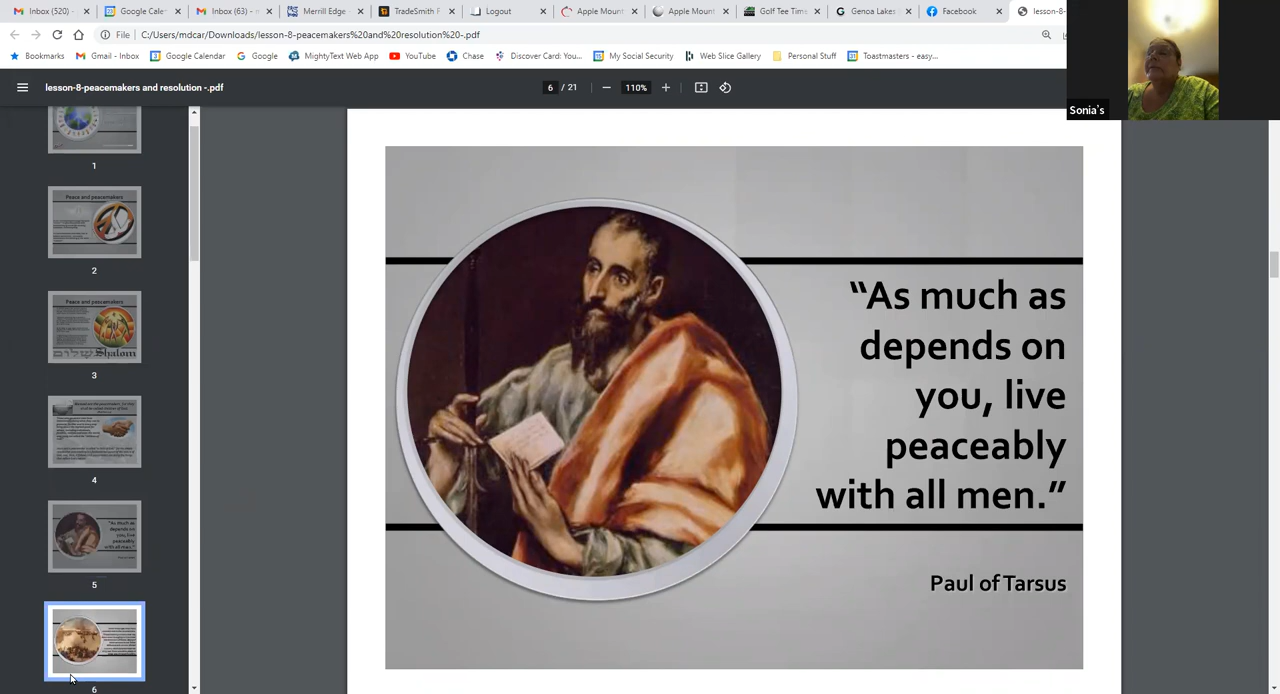 Inbox (520) -
Google Caler
Inbox (63) - m
Merrill Edge -
TradeSmith F
Logout
Apple Mount
Apple Mount
Golf Tee Time
Genoa Lakes
Facebook
lesson-8-
File
C:/Users/mdcar/Downloads/lesson-8-peacemakers%20and%20resolution%20-.pdf
Bookmarks
Gmail - Inbox
Google Calendar
Google
MightyText Web App
YouTube
Chase
Discover Card: You...
My Social Security
Web Slice Gallery
Personal Stuff
Toastmasters - easy...
lesson-8-peacemakers and resolution -.pdf
6 / 21
110%
Sonia's
1
Peace and peacemakers
2
Peace and peacemakers
שלום Shalom
3
4
"As much as
depends on
you, live
peaceably
with all men."
5
6
“As much as
depends on
you, live
peaceably
with all men.”
Paul of Tarsus